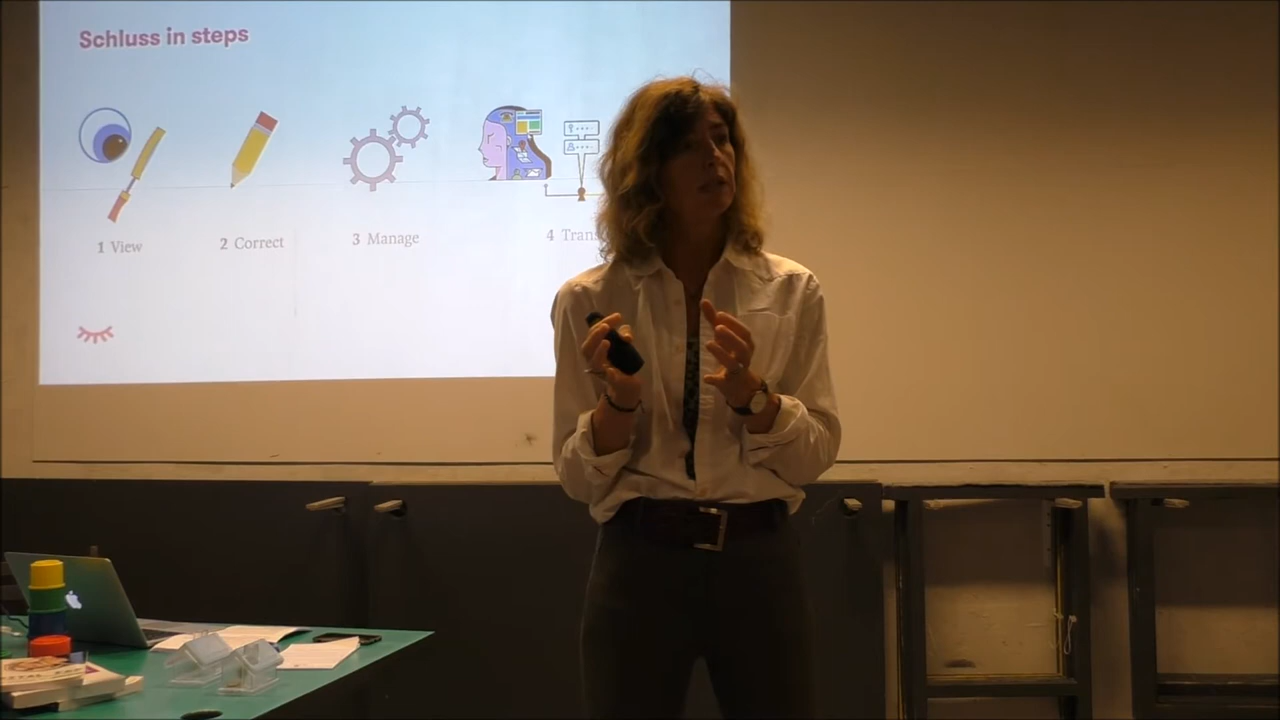 Schluss in steps
1 View
2 Correct
3 Manage
4 Trans